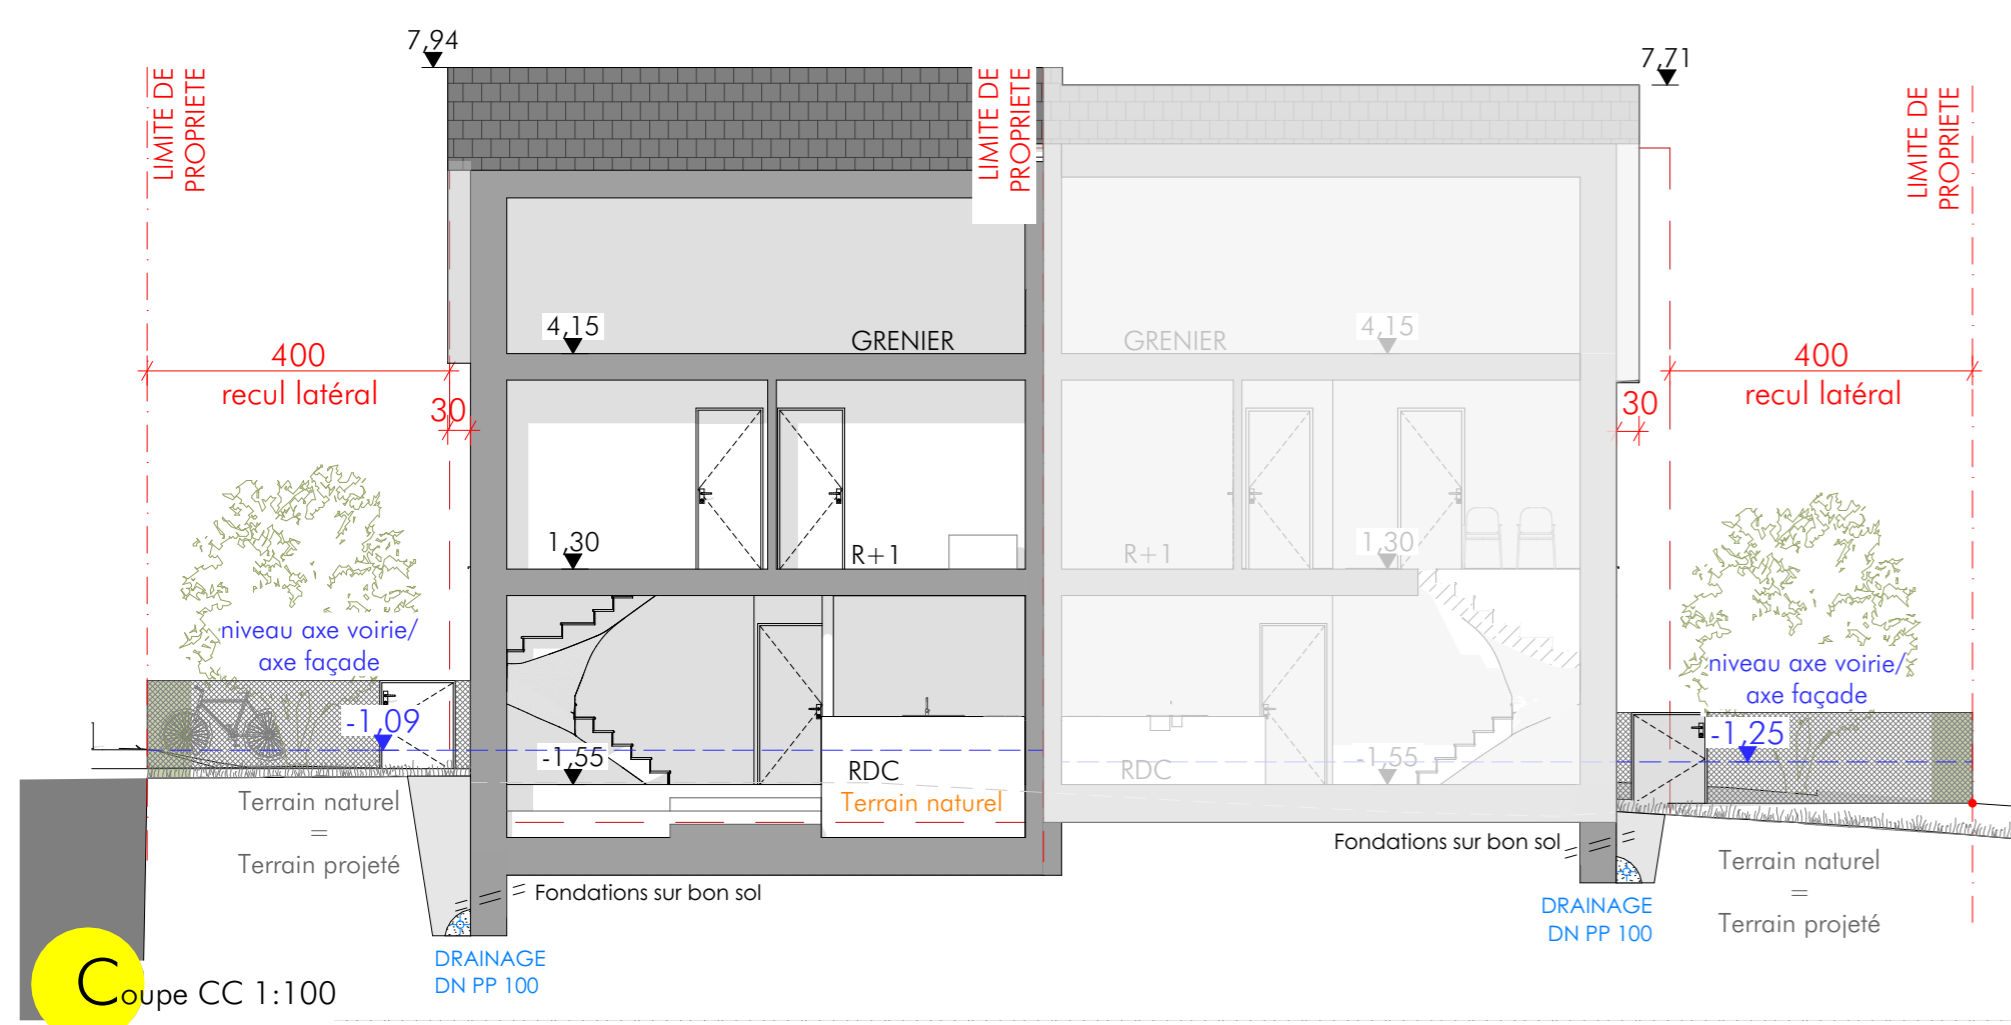 7,94
7,71
LIMITE DE
PROPRIETE
LIMITE DE
PROPRIETE
LIMITE DE
PROPRIETE
4,15
GRENIER
GRENIER
4,15
400
recul latéral
30
400
recul latéral
30
1,30
R+1
R+1
1,30
niveau axe voirie/
axe façade
-1,09
niveau axe voirie/
axe façade
-1,25
-1,55
RDC
RDC
-1,55
Terrain naturel
Terrain naturel
=
Terrain projeté
Fondations sur bon sol
Fondations sur bon sol
Terrain naturel
=
Terrain projeté
DRAINAGE
DN PP 100
DRAINAGE
DN PP 100
Coupe CC 1:100